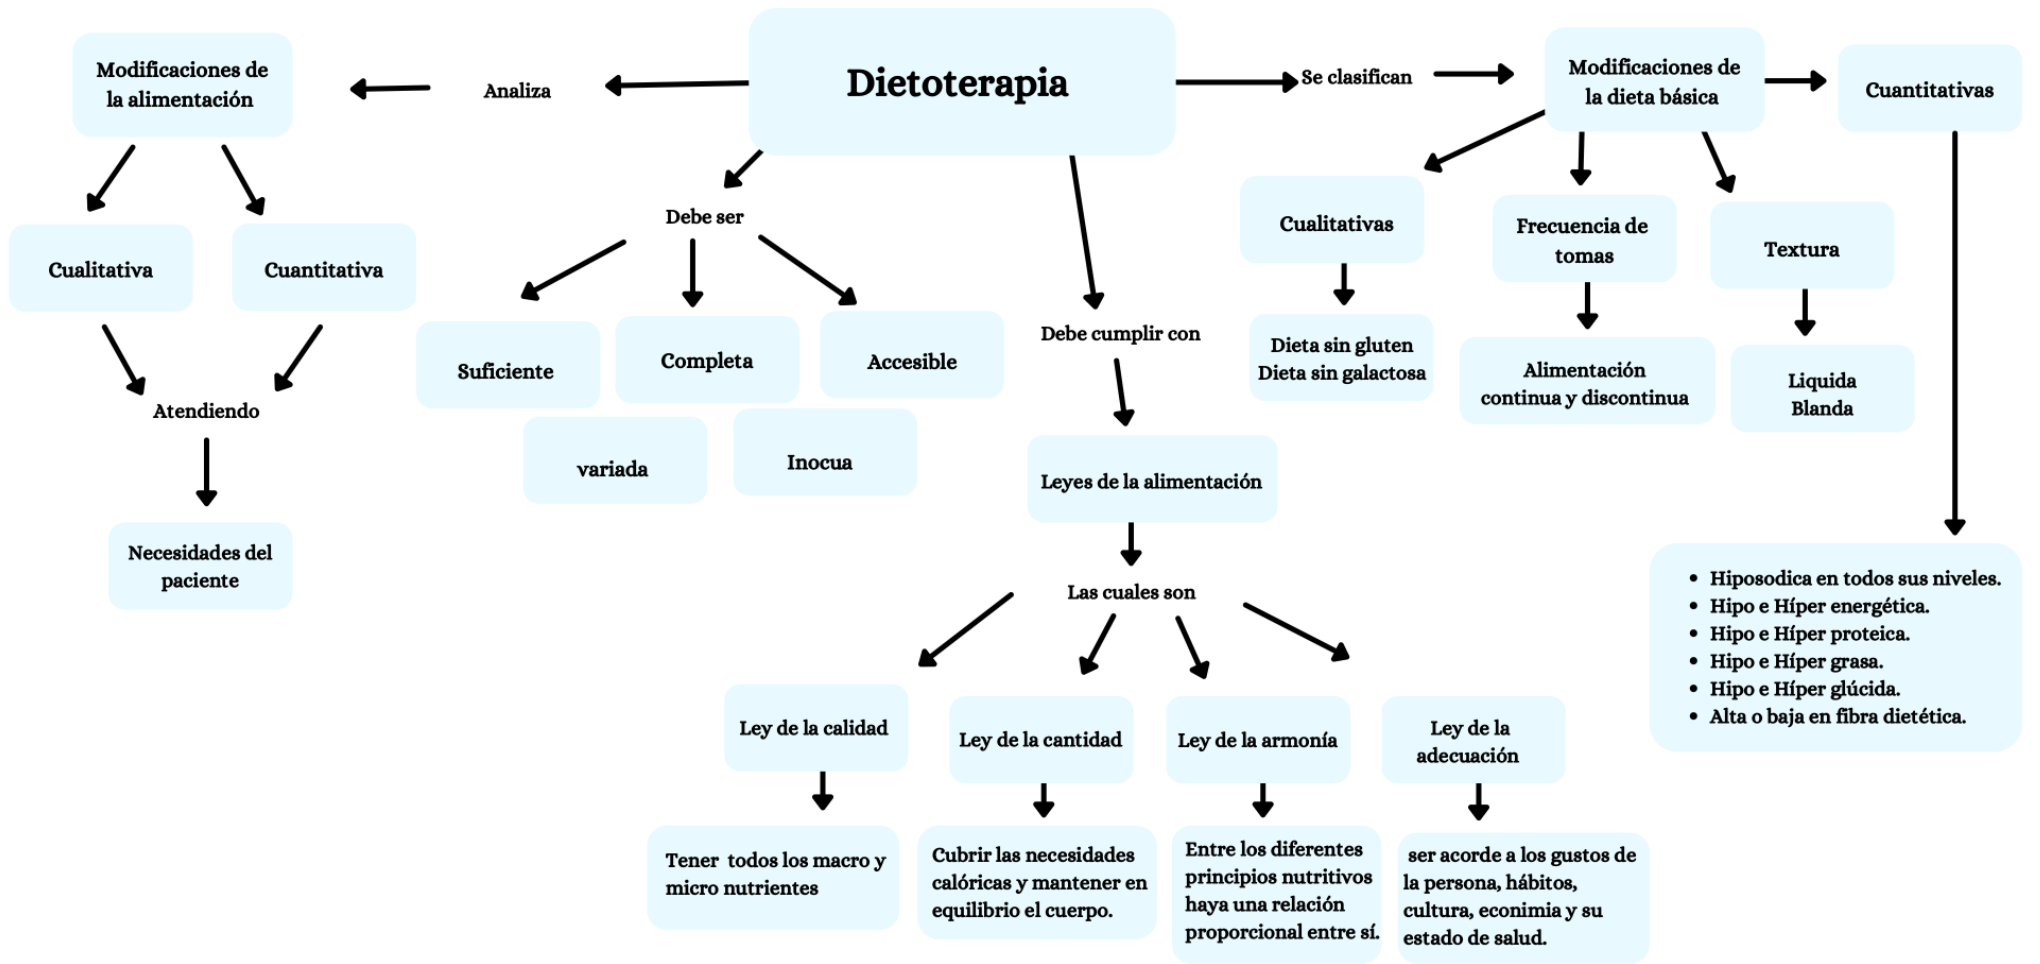 Dietoterapia
Analiza
Modificaciones de
la alimentación
Cualitativa
Cuantitativa
Atendiendo
Necesidades del
paciente
Debe ser
Suficiente
Completa
Accesible
variada
Inocua
Debe cumplir con
Leyes de la alimentación
Las cuales son
Ley de la calidad
Tener todos los macro y
micro nutrientes
Ley de la cantidad
Cubrir las necesidades
calóricas y mantener en
equilibrio el cuerpo.
Ley de la armonía
Entre los diferentes
principios nutritivos
haya una relación
proporcional entre sí.
Ley de la
adecuación
ser acorde a los gustos de
la persona, hábitos,
cultura, econimia y su
estado de salud.
Se clasifican
Modificaciones de
la dieta básica
Cualitativas
Dieta sin gluten
Dieta sin galactosa
Frecuencia de
tomas
Alimentación
continua y discontinua
Textura
Liquida
Blanda
Cuantitativas
• Hiposodica en todos sus niveles.
• Hipo e Híper energética.
• Hipo e Híper proteica.
• Hipo e Híper grasa.
• Hipo e Híper glúcida.
• Alta o baja en fibra dietética.